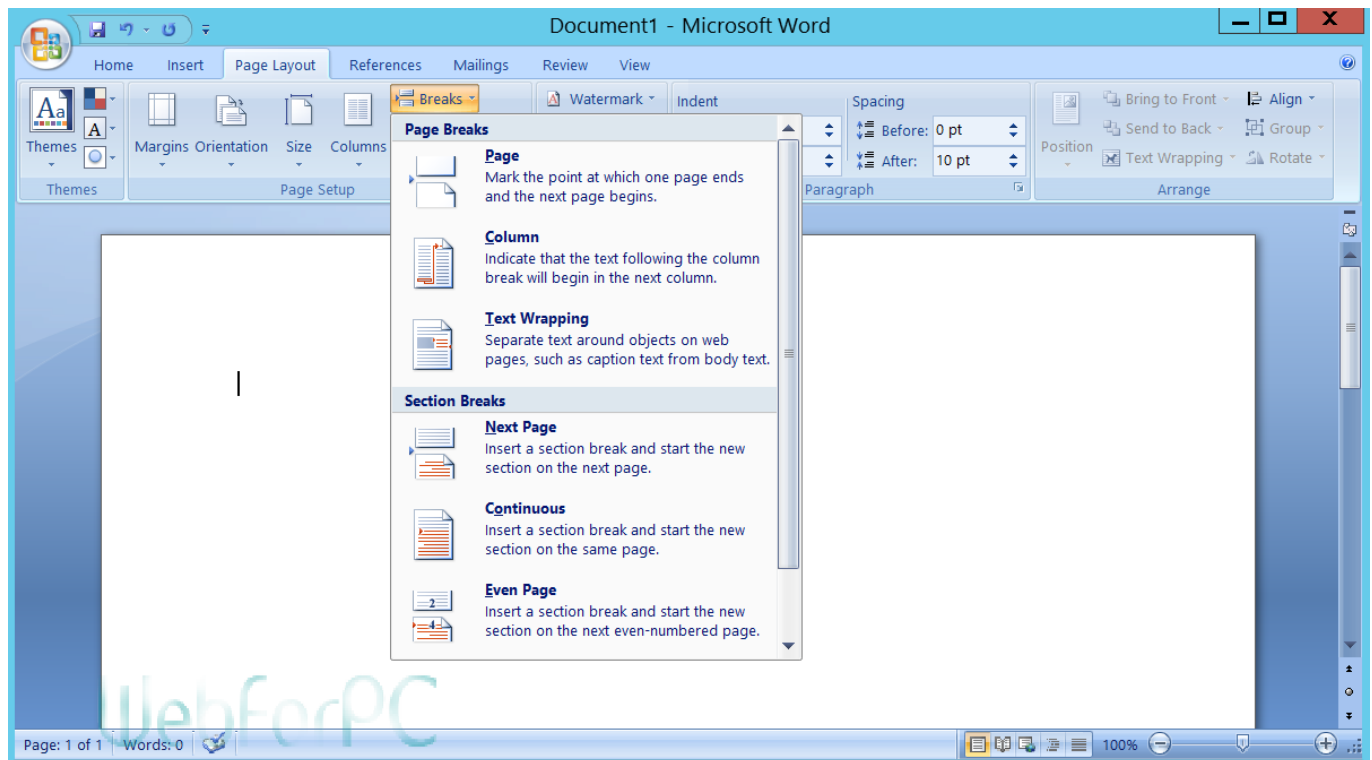 Document1 - Microsoft Word
X
Home Insert Page Layout References Mailings Review View
Aa
A
Themes
Margins Orientation Size Columns
Breaks
Watermark
Indent
Spacing
Before: 0 pt
After: 10 pt
Position
Bring to Front
Send to Back
Text Wrapping
Align
Group
Rotate
Themes
Page Setup
Paragraph
Arrange
Page Breaks
Page
Mark the point at which one page ends
and the next page begins.
Column
Indicate that the text following the column
break will begin in the next column.
Text Wrapping
Separate text around objects on web
pages, such as caption text from body text.
Section Breaks
Next Page
Insert a section break and start the new
section on the next page.
Continuous
Insert a section break and start the new
section on the same page.
2
4
Even Page
Insert a section break and start the new
section on the next even-numbered page.
WebForPC
Page: 1 of 1 Words: 0 100%